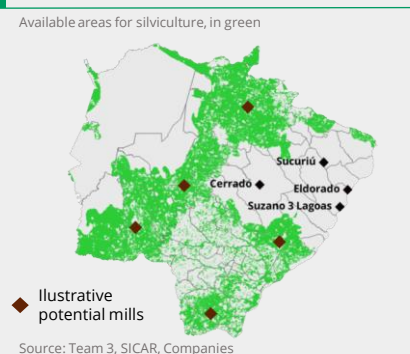 Available areas for silviculture, in green
Sucuriú
Cerrado
Eldorado
Suzano 3 Lagoas
Ilustrative
potential mills
Source: Team 3, SICAR, Companies